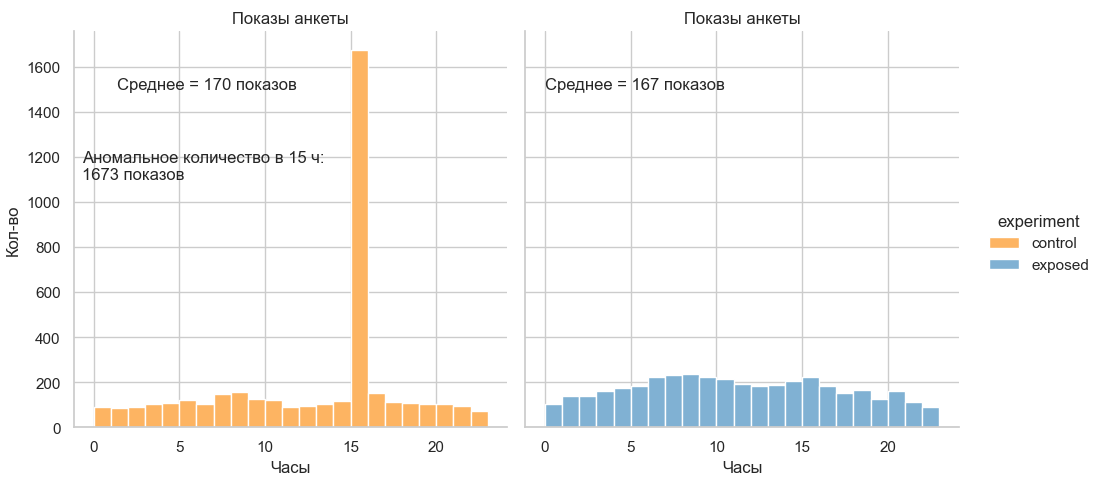 Показы анкеты
Показы анкеты
Кол-во
1600
1400
1200
1000
800
600
400
200
0
Среднее = 170 показов
Аномальное количество в 15 ч:
1673 показов
0 5 10 15 20
Часы
Среднее = 167 показов
0 5 10 15 20
Часы
experiment
control
exposed